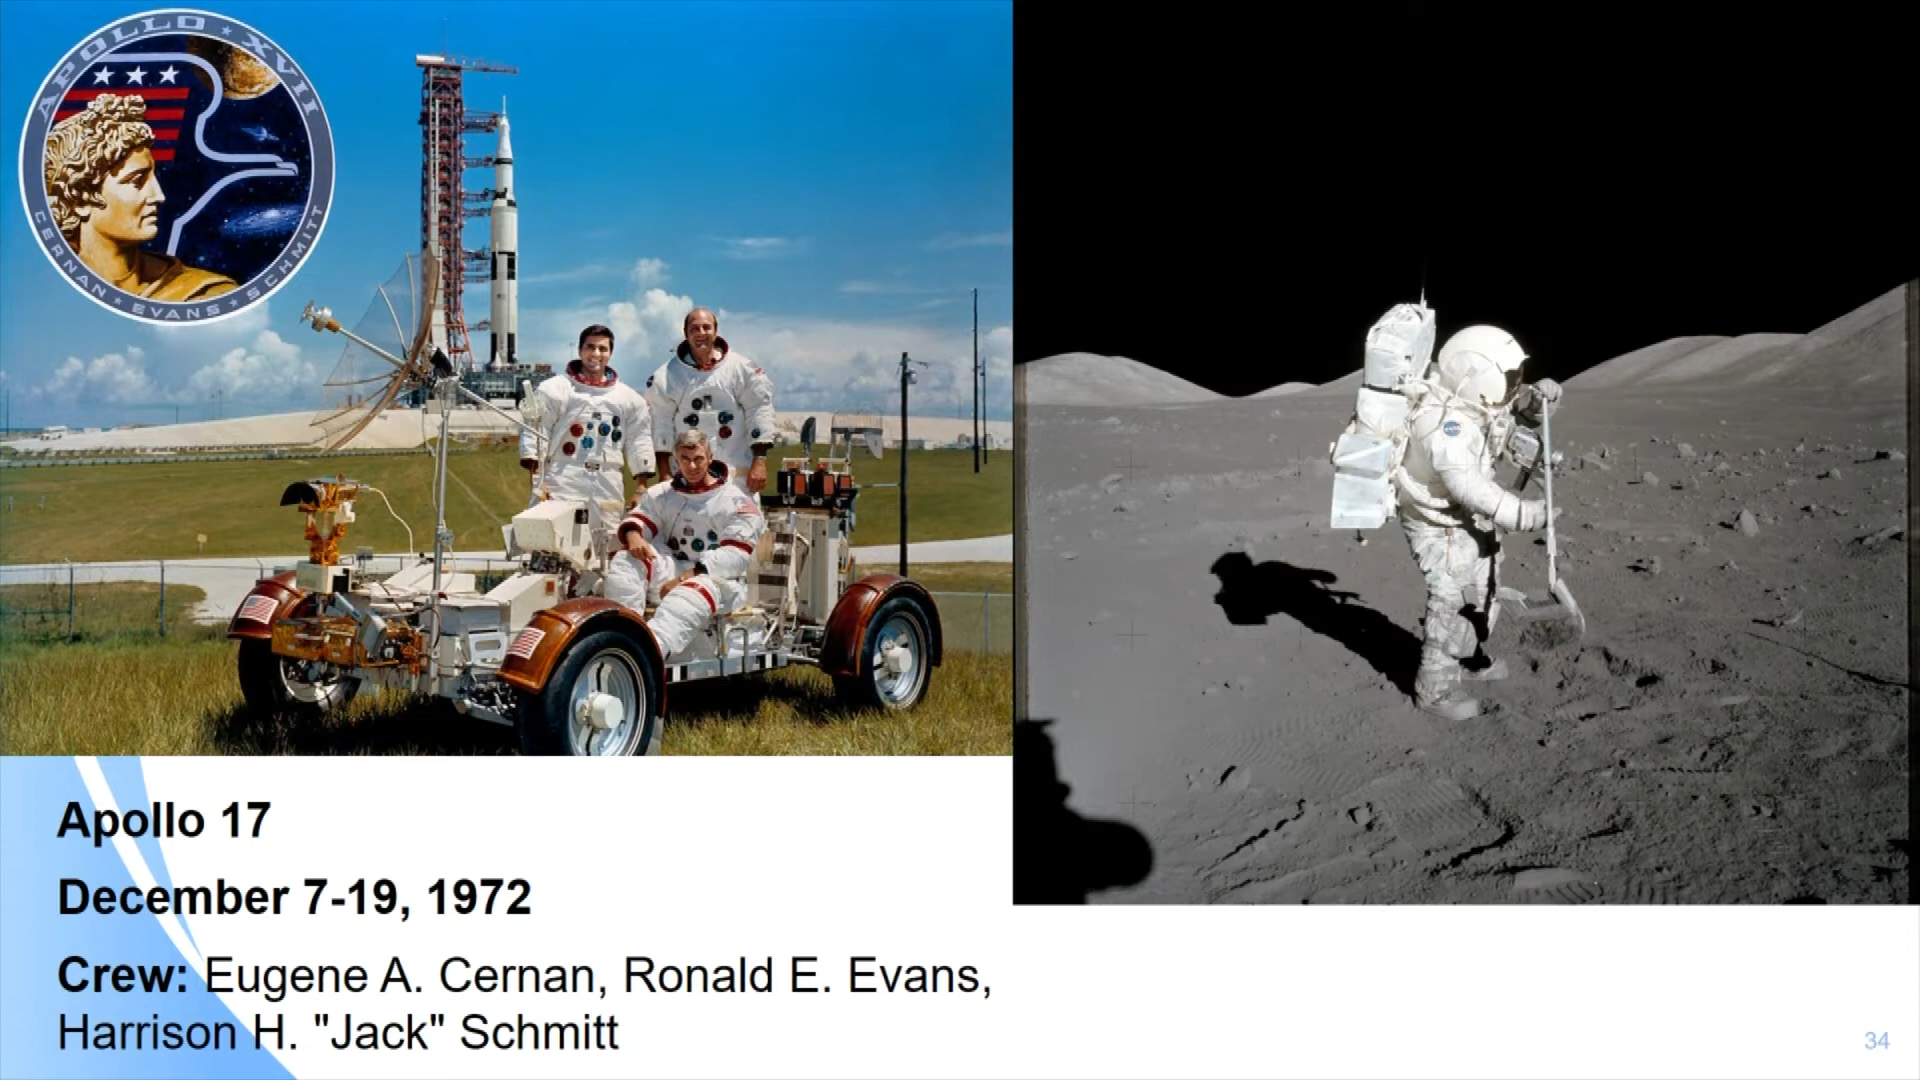 APOLLO XVII
CERNAN ★ EVANS ★ SCHMITT
NASA
Apollo 17
December 7-19, 1972
Crew: Eugene A. Cernan, Ronald E. Evans,
Harrison H. "Jack" Schmitt
34